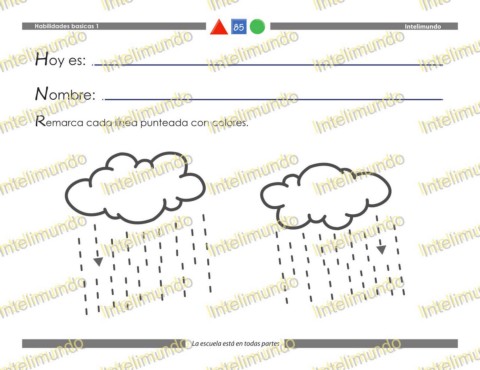 Habilidades basicas 1 85 Intelimundo
Hoy es:
Nombre:
Remarca cada línea punteada con colores.
La escuela está en todas partes
Intelimundo